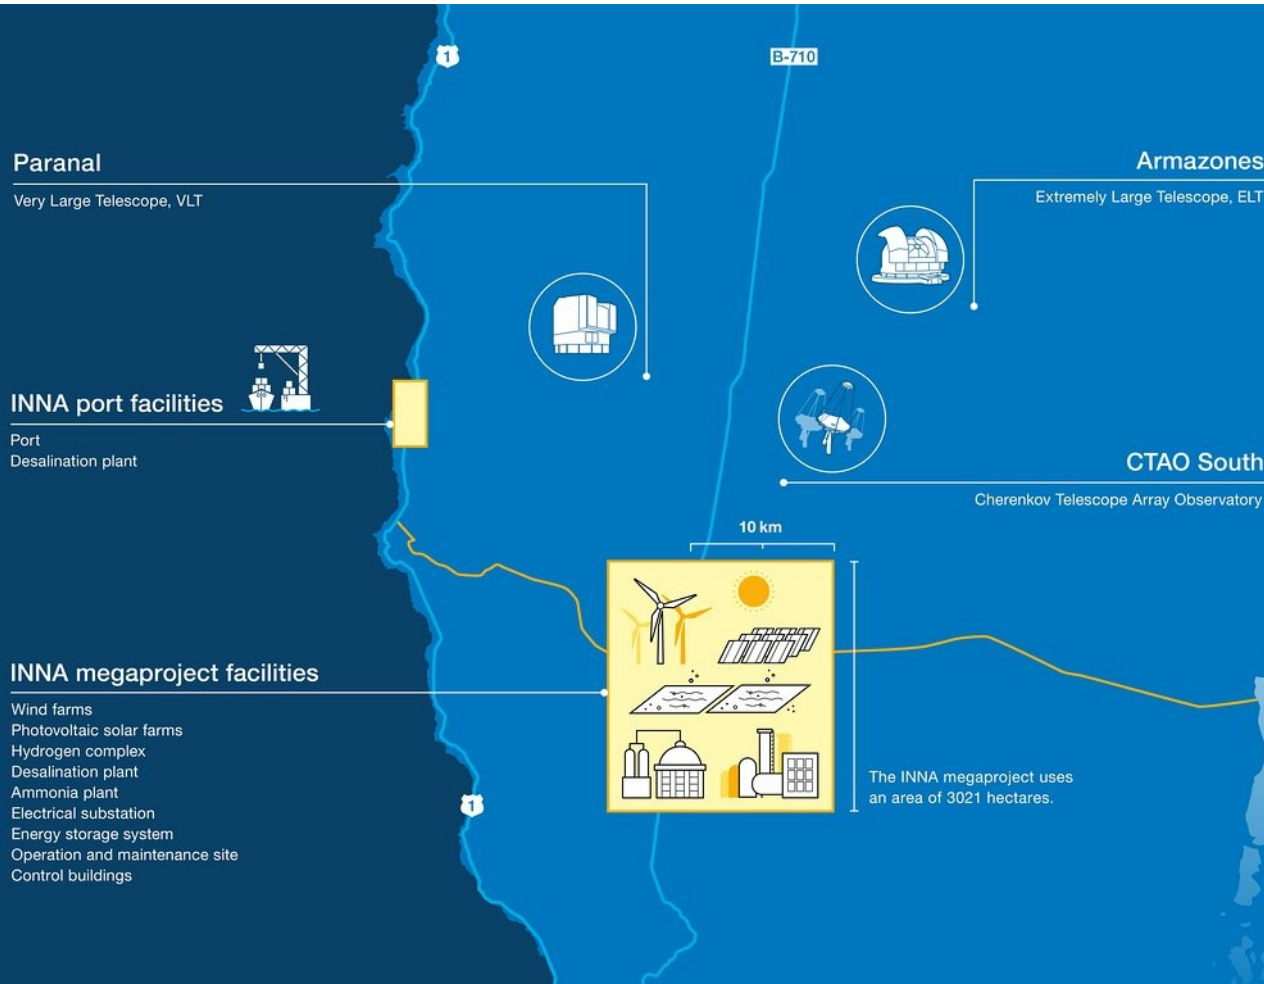 1
B-710
Paranal
Very Large Telescope, VLT
Armazones
Extremely Large Telescope, ELT
INNA port facilities
Port
Desalination plant
CTAO South
Cherenkov Telescope Array Observatory
10 km
INNA megaproject facilities
Wind farms
Photovoltaic solar farms
Hydrogen complex
Desalination plant
Ammonia plant
Electrical substation
Energy storage system
Operation and maintenance site
Control buildings
The INNA megaproject uses
an area of 3021 hectares.
1